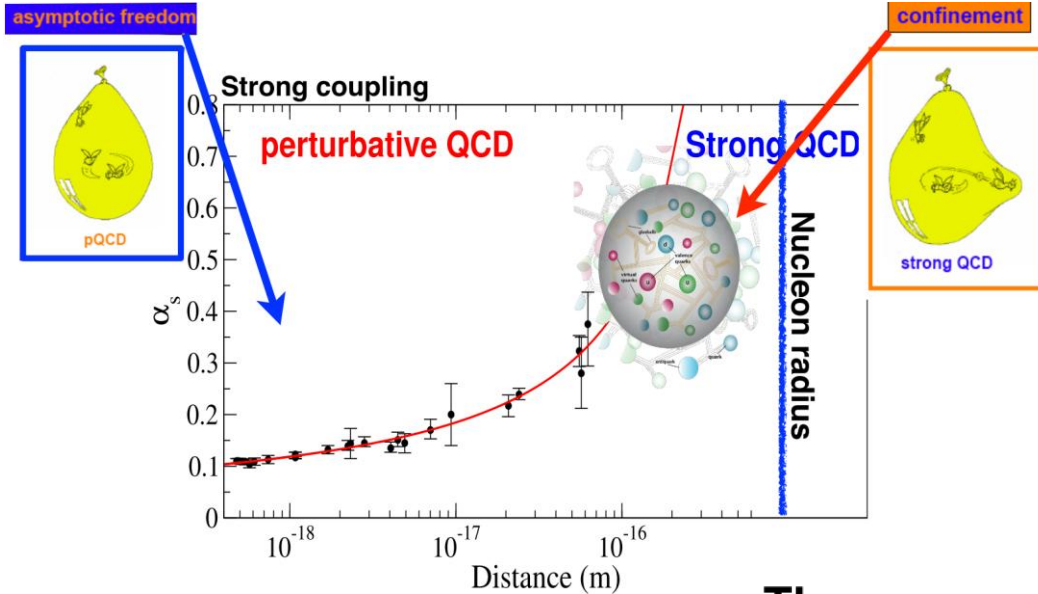 asymptotic freedom
confinement
Strong coupling
perturbative QCD
Strong QCD
pQCD
strong QCD
Nucleon radius
αs
0.8
0.7
0.6
0.5
0.4
0.3
0.2
0.1
0
glueballs
valence
quarks
virtual
quarks
antiquark
quark
10-18
10-17
10-16
Distance (m)